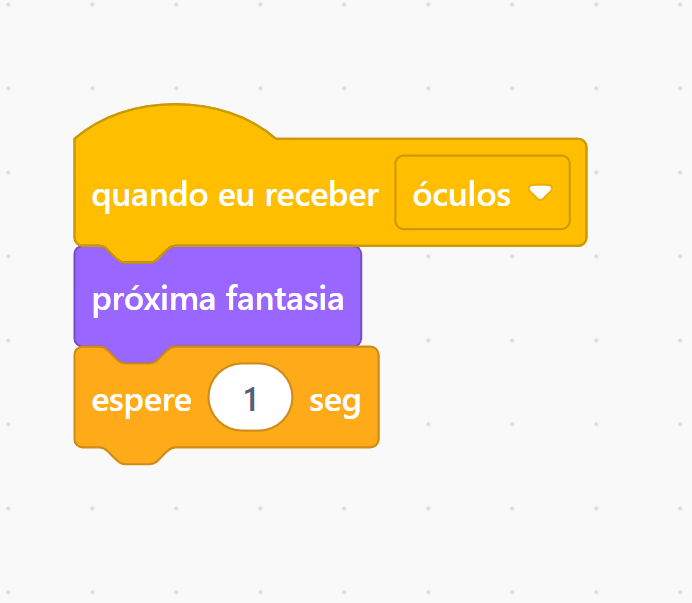 quando eu receber óculos
próxima fantasia
espere 1 seg